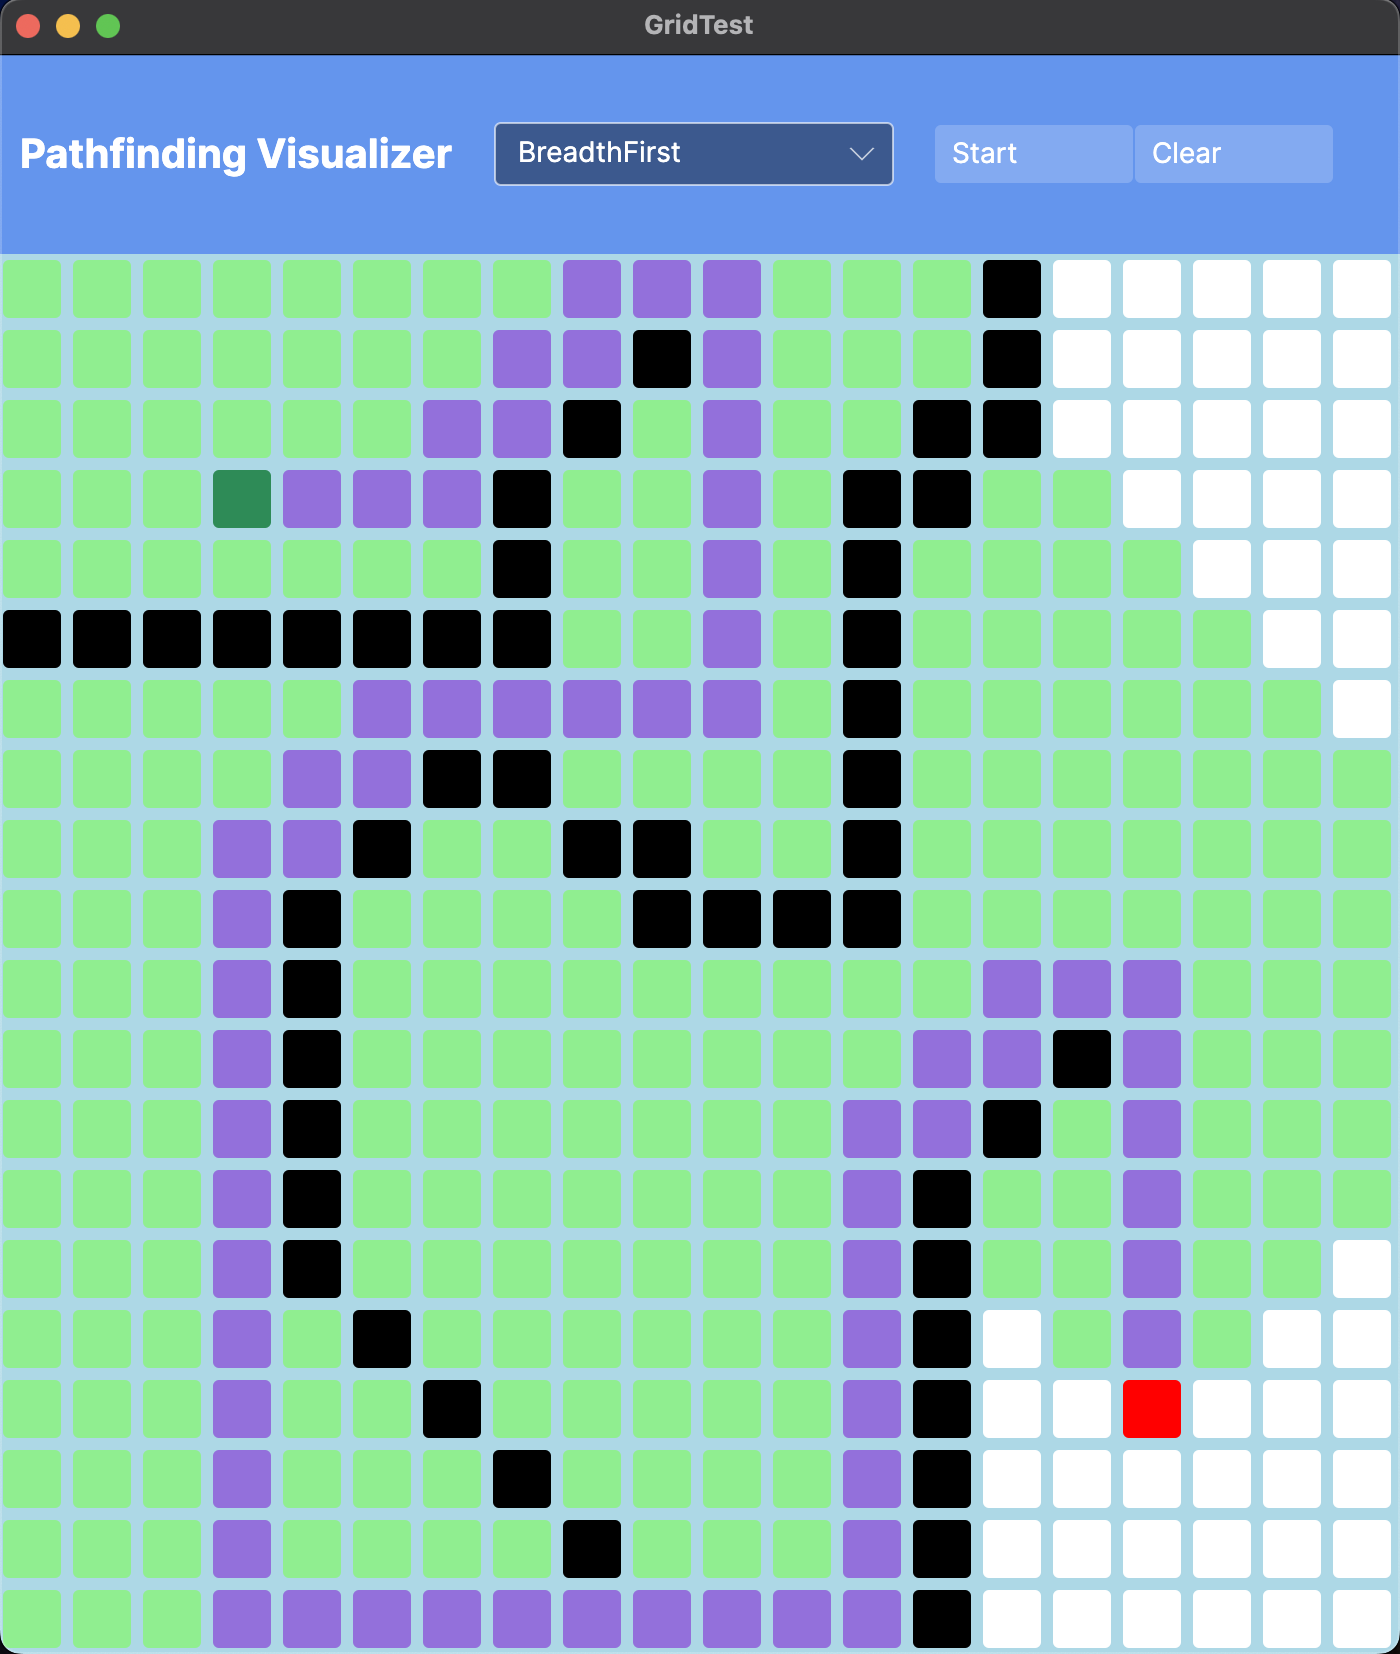 GridTest
Pathfinding Visualizer
BreadthFirst
Start
Clear